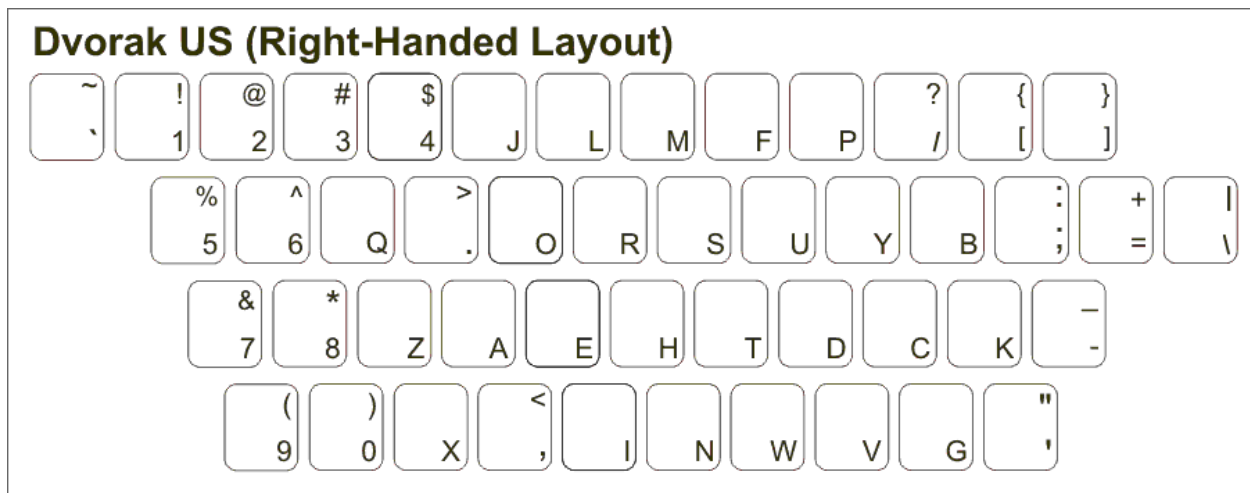 Dvorak US (Right-Handed Layout)
~ ! @ # $ ? { }
` 1 2 3 4 J L M F P / [ ]
% ^ > : + |
5 6 Q . O R S U Y B ; = \
& * _
7 8 Z A E H T D C K -
( ) < "
9 0 X , I N W V G '